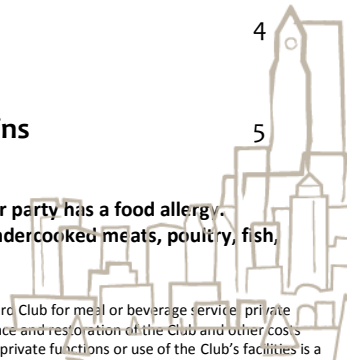 4
ns
5
r party has a food allergy.
ndercooked meats, poultry, fish,
rd Club for meal or beverage service, private
ce and restoration of the Club and other costs
private functions or use of the Club's facilities is a